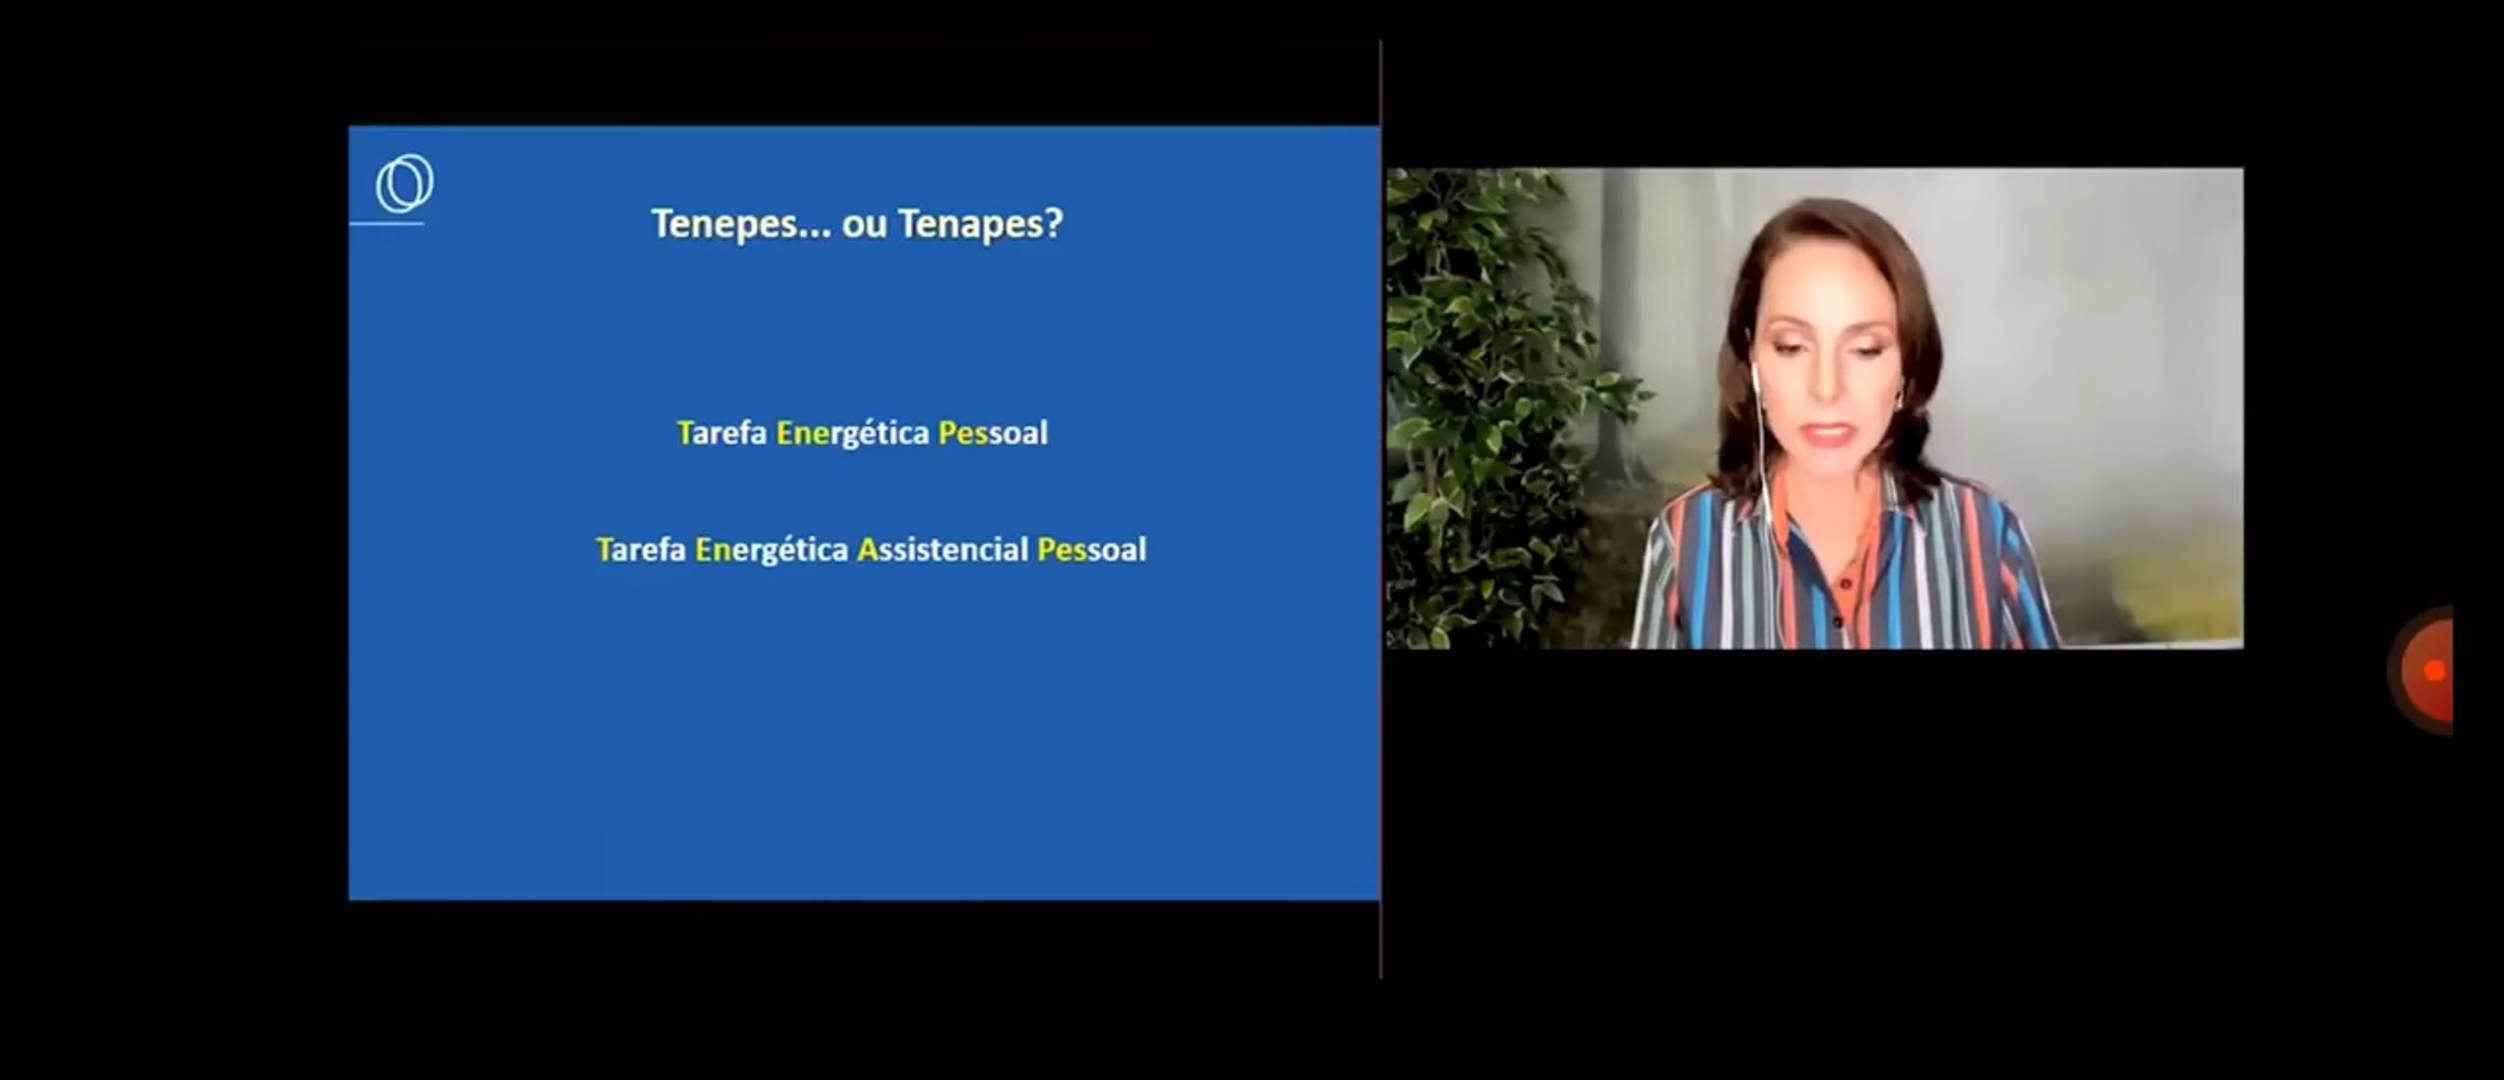 Tenepes... ou Tenapes?
Tarefa Energética Pessoal
Tarefa Energética Assistencial Pessoal